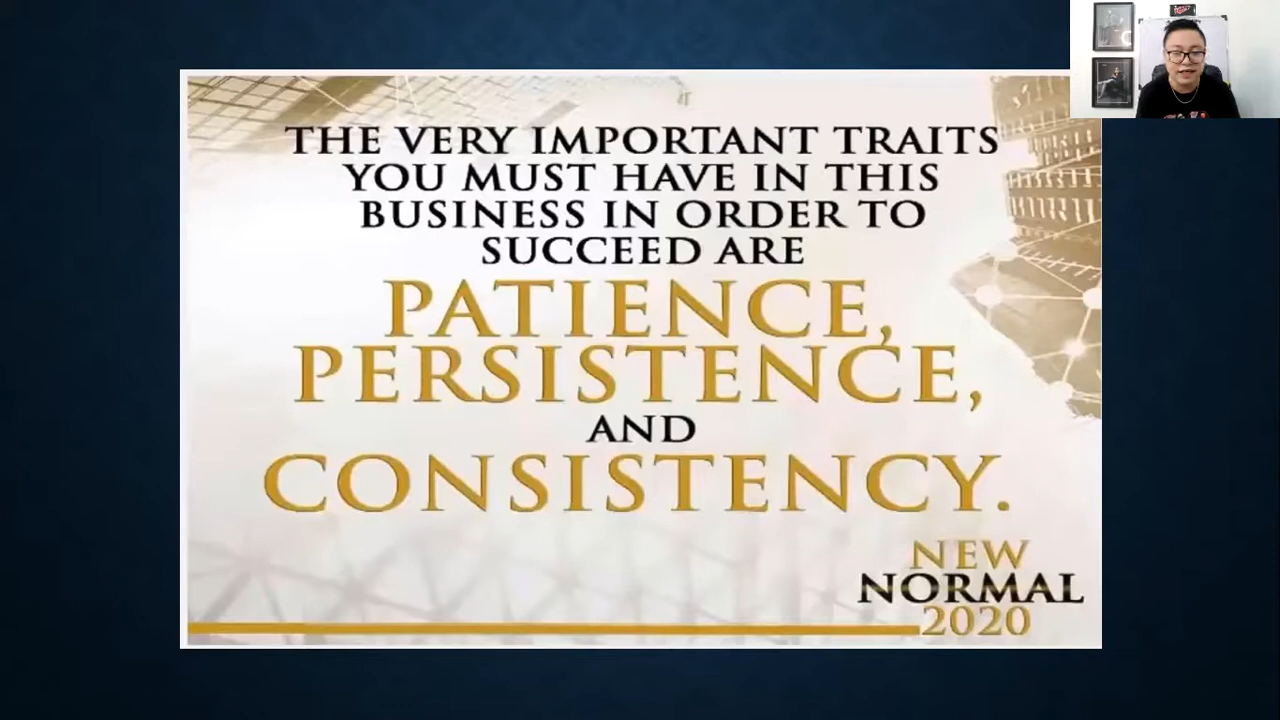 THE VERY IMPORTANT TRAITS
YOU MUST HAVE IN THIS
BUSINESS IN ORDER TO
SUCCEED ARE
PATIENCE,
PERSISTENCE,
AND
CONSISTENCY.
NEW
NORMAL
2020